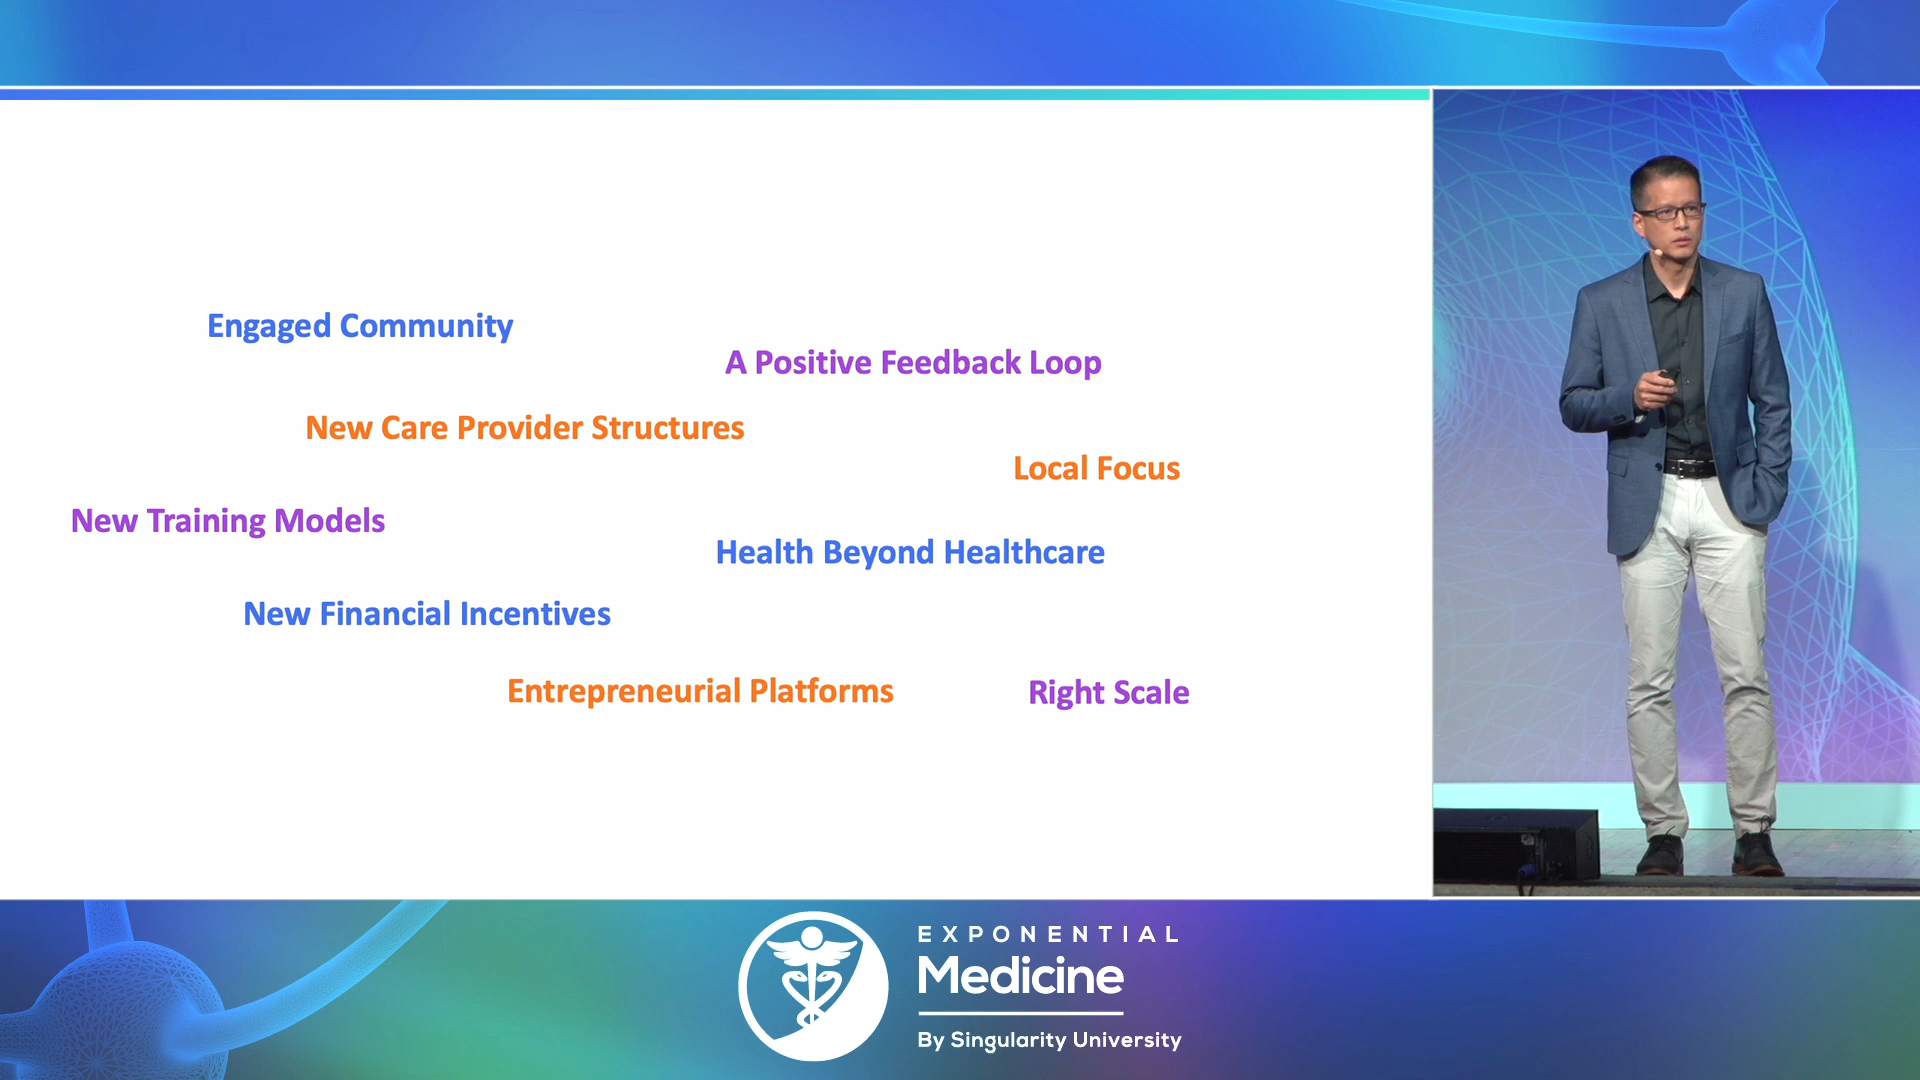 Engaged Community
A Positive Feedback Loop
New Care Provider Structures
Local Focus
New Training Models
Health Beyond Healthcare
New Financial Incentives
Entrepreneurial Platforms
Right Scale
EXPONENTIAL
Medicine
By Singularity University